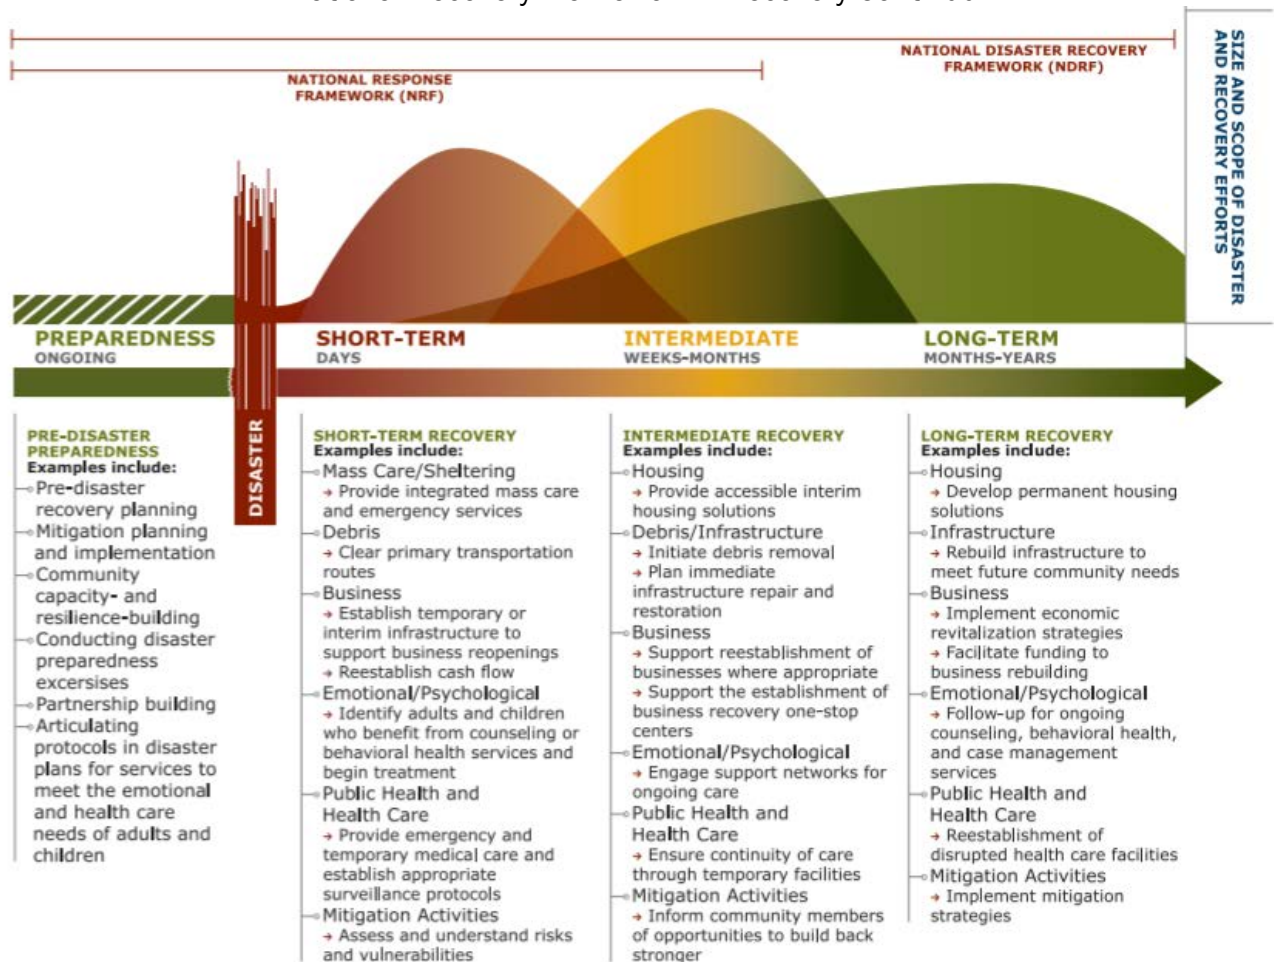 NATIONAL DISASTER RECOVERY
FRAMEWORK (NDRF)
NATIONAL RESPONSE
FRAMEWORK (NRF)
SIZE AND SCOPE OF DISASTER
AND RECOVERY EFFORTS
PREPAREDNESS
ONGOING
SHORT-TERM
DAYS
INTERMEDIATE
WEEKS-MONTHS
LONG-TERM
MONTHS-YEARS
DISASTER
PRE-DISASTER
PREPAREDNESS
Examples include:
Pre-disaster
recovery planning
Mitigation planning
and implementation
Community
capacity- and
resilience-building
Conducting disaster
preparedness
excersises
Partnership building
Articulating
protocols in disaster
plans for services to
meet the emotional
and health care
needs of adults and
children
SHORT-TERM RECOVERY
Examples include:
Mass Care/Sheltering
→ Provide integrated mass care
and emergency services
Debris
→ Clear primary transportation
routes
Business
→ Establish temporary or
interim infrastructure to
support business reopenings
→ Reestablish cash flow
Emotional/Psychological
→ Identify adults and children
who benefit from counseling or
behavioral health services and
begin treatment
Public Health and
Health Care
→ Provide emergency and
temporary medical care and
establish appropriate
surveillance protocols
Mitigation Activities
→ Assess and understand risks
and vulnerabilities
INTERMEDIATE RECOVERY
Examples include:
Housing
→ Provide accessible interim
housing solutions
Debris/Infrastructure
→ Initiate debris removal
→ Plan immediate
infrastructure repair and
restoration
Business
→ Support reestablishment of
businesses where appropriate
→ Support the establishment of
business recovery one-stop
centers
Emotional/Psychological
→ Engage support networks for
ongoing care
Public Health and
Health Care
→ Ensure continuity of care
through temporary facilities
Mitigation Activities
→ Inform community members
of opportunities to build back
stronger
LONG-TERM RECOVERY
Examples include:
Housing
→ Develop permanent housing
solutions
Infrastructure
→ Rebuild infrastructure to
meet future community needs
Business
→ Implement economic
revitalization strategies
→ Facilitate funding to
business rebuilding
Emotional/Psychological
→ Follow-up for ongoing
counseling, behavioral health,
and case management
services
Public Health and
Health Care
→ Reestablishment of
disrupted health care facilities
Mitigation Activities
→ Implement mitigation
strategies